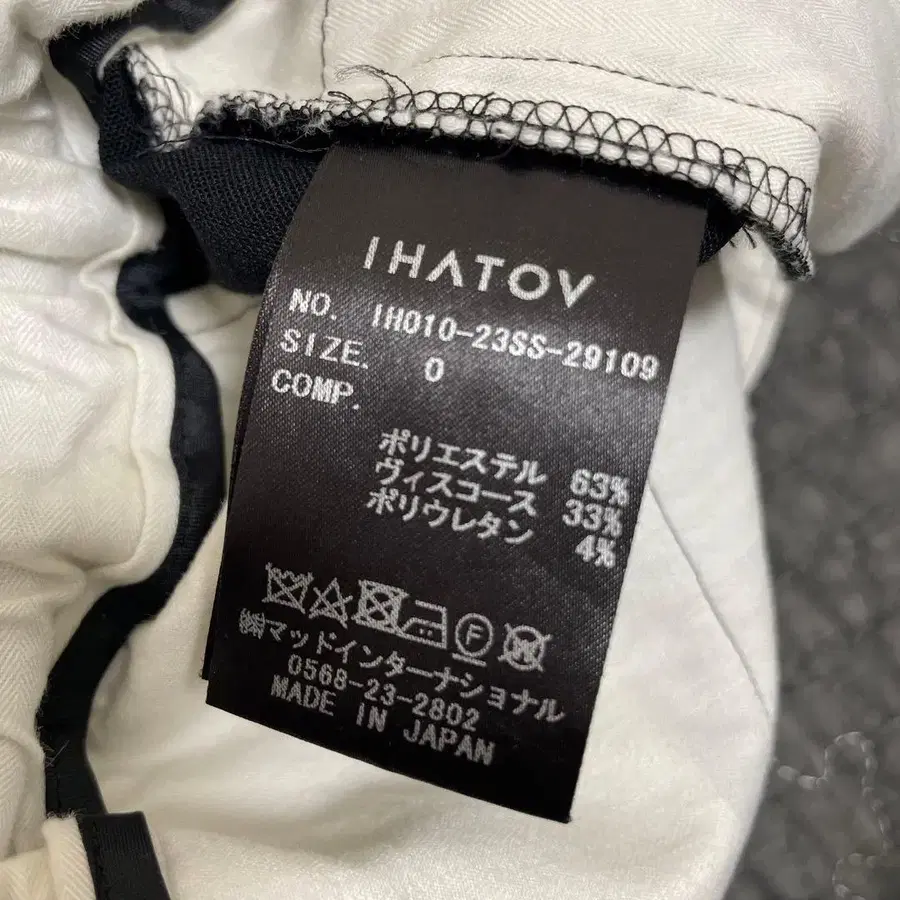 IHATOV
NO. IH010-23SS-29109
SIZE. 0
COMP.
ポリエステル 63%
ヴィスコース 33%
ポリウレタン 4%
F W
㈱マッドインターナショナル
0568-23-2802
MADE IN JAPAN